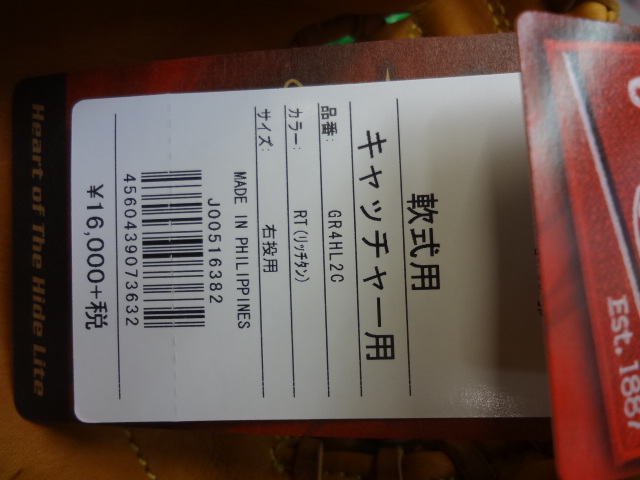 軟式用
キャッチャー用
品番: GR4HL2C
カラー: RT(リッチタン)
サイズ: 右投用
MADE IN PHILIPPINES
J00516382
4560439073632
¥16,000+税
Heart of The Hide Lite
Est. 1887